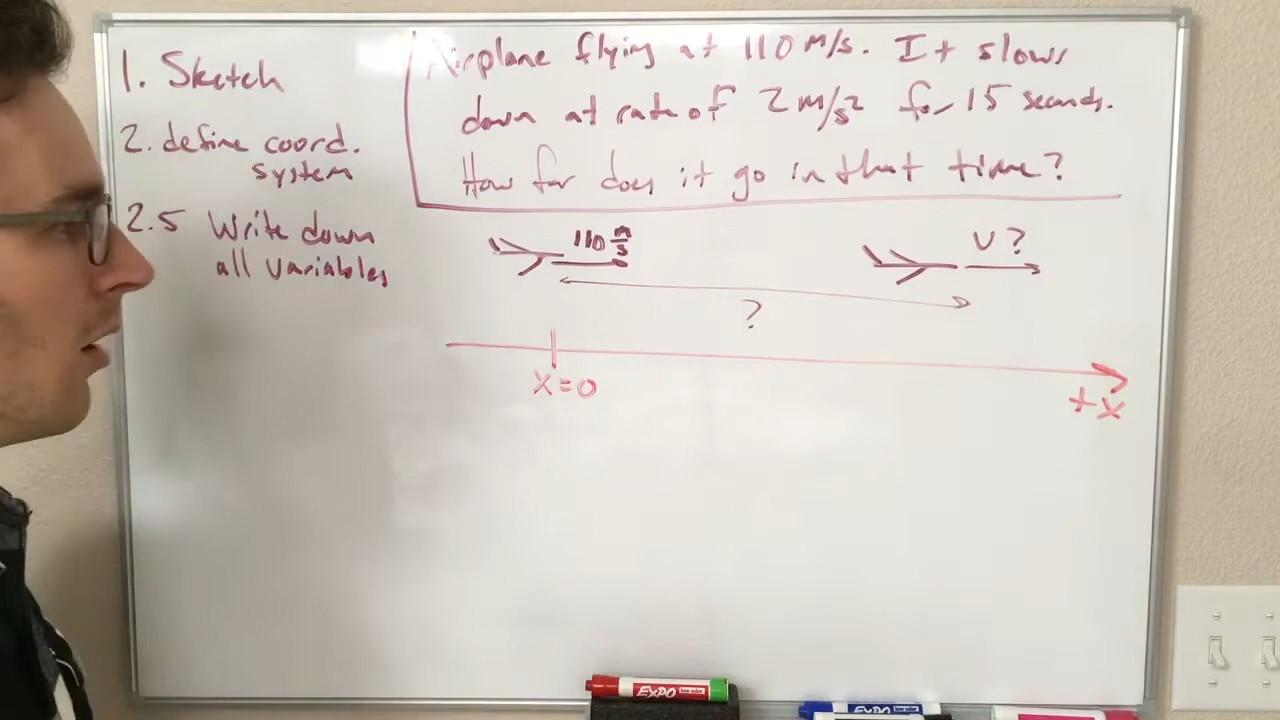 1. Sketch
2. define coord.
system
2.5 Write down
all variables
Airplane flying at 110 m/s. It slows
down at rate of 2 m/s² for 15 seconds.
How far does it go in that time?
110 m/s
v?
?
x=0
+x
EXPO
EXPO